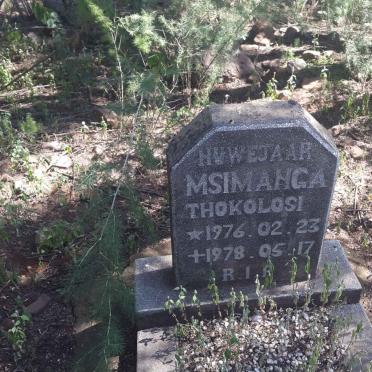 HUWEJAAR
MSIMANGA
THOKOLOSI
*1976.02.23
+1978.05.17
R I P